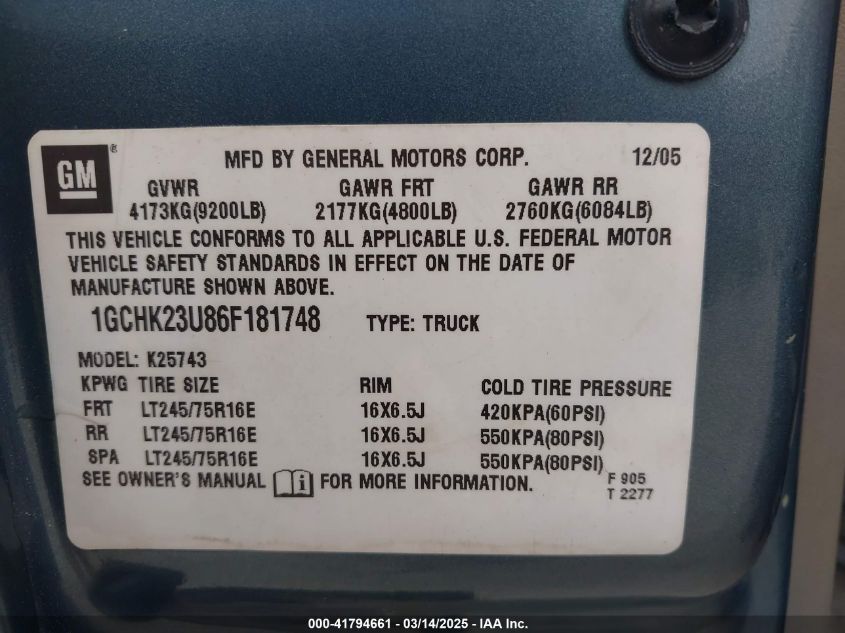 GM®
MFD BY GENERAL MOTORS CORP. 12/05
GVWR GAWR FRT GAWR RR
4173KG(9200LB) 2177KG(4800LB) 2760KG(6084LB)
THIS VEHICLE CONFORMS TO ALL APPLICABLE U.S. FEDERAL MOTOR
VEHICLE SAFETY STANDARDS IN EFFECT ON THE DATE OF
MANUFACTURE SHOWN ABOVE.
1GCHK23U86F181748 TYPE: TRUCK
MODEL: K25743
KPWG TIRE SIZE RIM COLD TIRE PRESSURE
FRT LT245/75R16E 16X6.5J 420KPA(60PSI)
RR LT245/75R16E 16X6.5J 550KPA(80PSI)
SPA LT245/75R16E 16X6.5J 550KPA(80PSI)
SEE OWNER'S MANUAL i FOR MORE INFORMATION.
F 905
T 2277
000-41794661 — 03/14/2025 — IAA Inc.